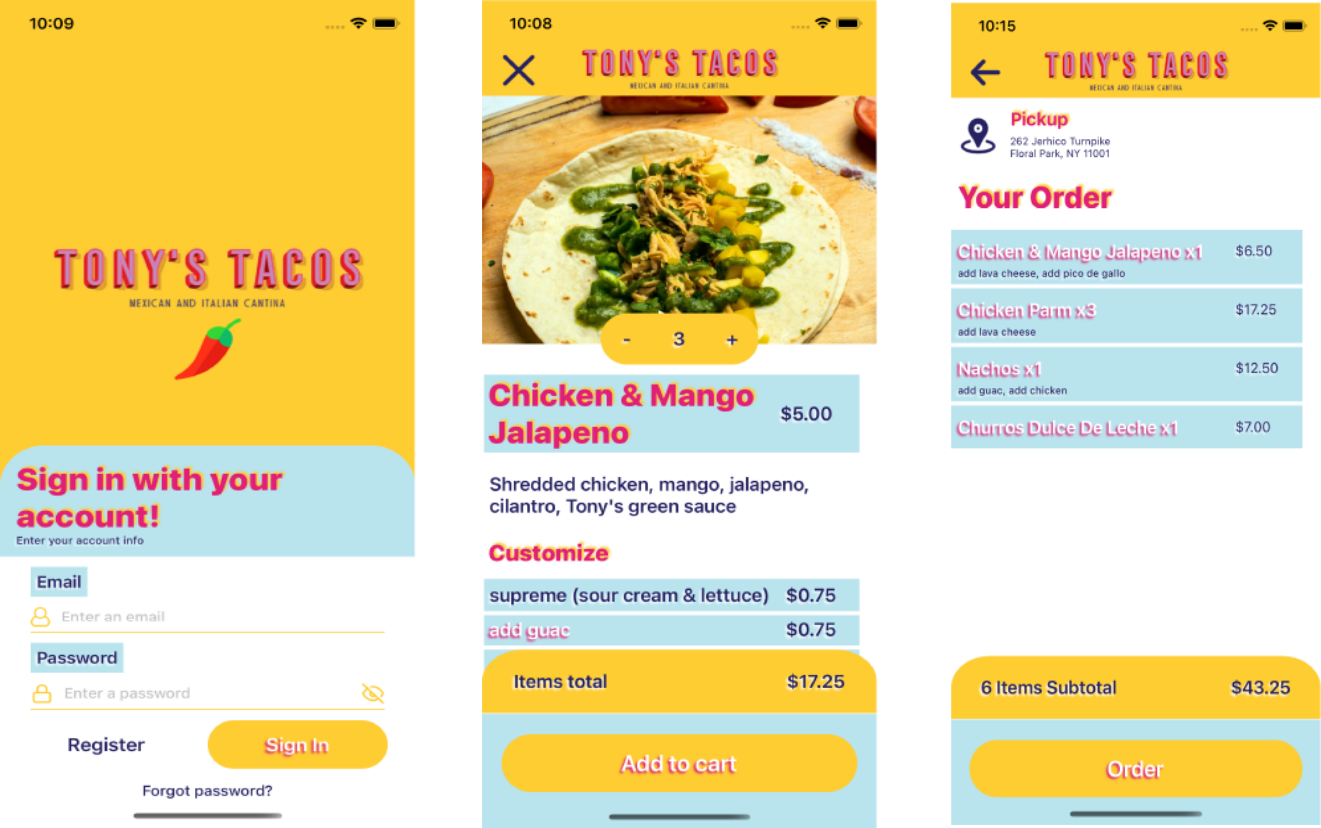 10:09
TONY'S TACOS
MEXICAN AND ITALIAN CANTINA
Sign in with your
account!
Enter your account info
Email
Enter an email
Password
Enter a password
Register
Sign In
Forgot password?
10:08
TONY'S TACOS
MEXICAN AND ITALIAN CANTINA
- 3 +
Chicken & Mango
Jalapeno
$5.00
Shredded chicken, mango, jalapeno,
cilantro, Tony's green sauce
Customize
supreme (sour cream & lettuce) $0.75
add guac $0.75
Items total $17.25
Add to cart
10:15
TONY'S TACOS
MEXICAN AND ITALIAN CANTINA
Pickup
262 Jerhico Turnpike
Floral Park, NY 11001
Your Order
Chicken & Mango Jalapeno x1 $6.50
add lava cheese, add pico de gallo
Chicken Parm x3 $17.25
add lava cheese
Nachos x1 $12.50
add guac, add chicken
Churros Dulce De Leche x1 $7.00
6 Items Subtotal $43.25
Order